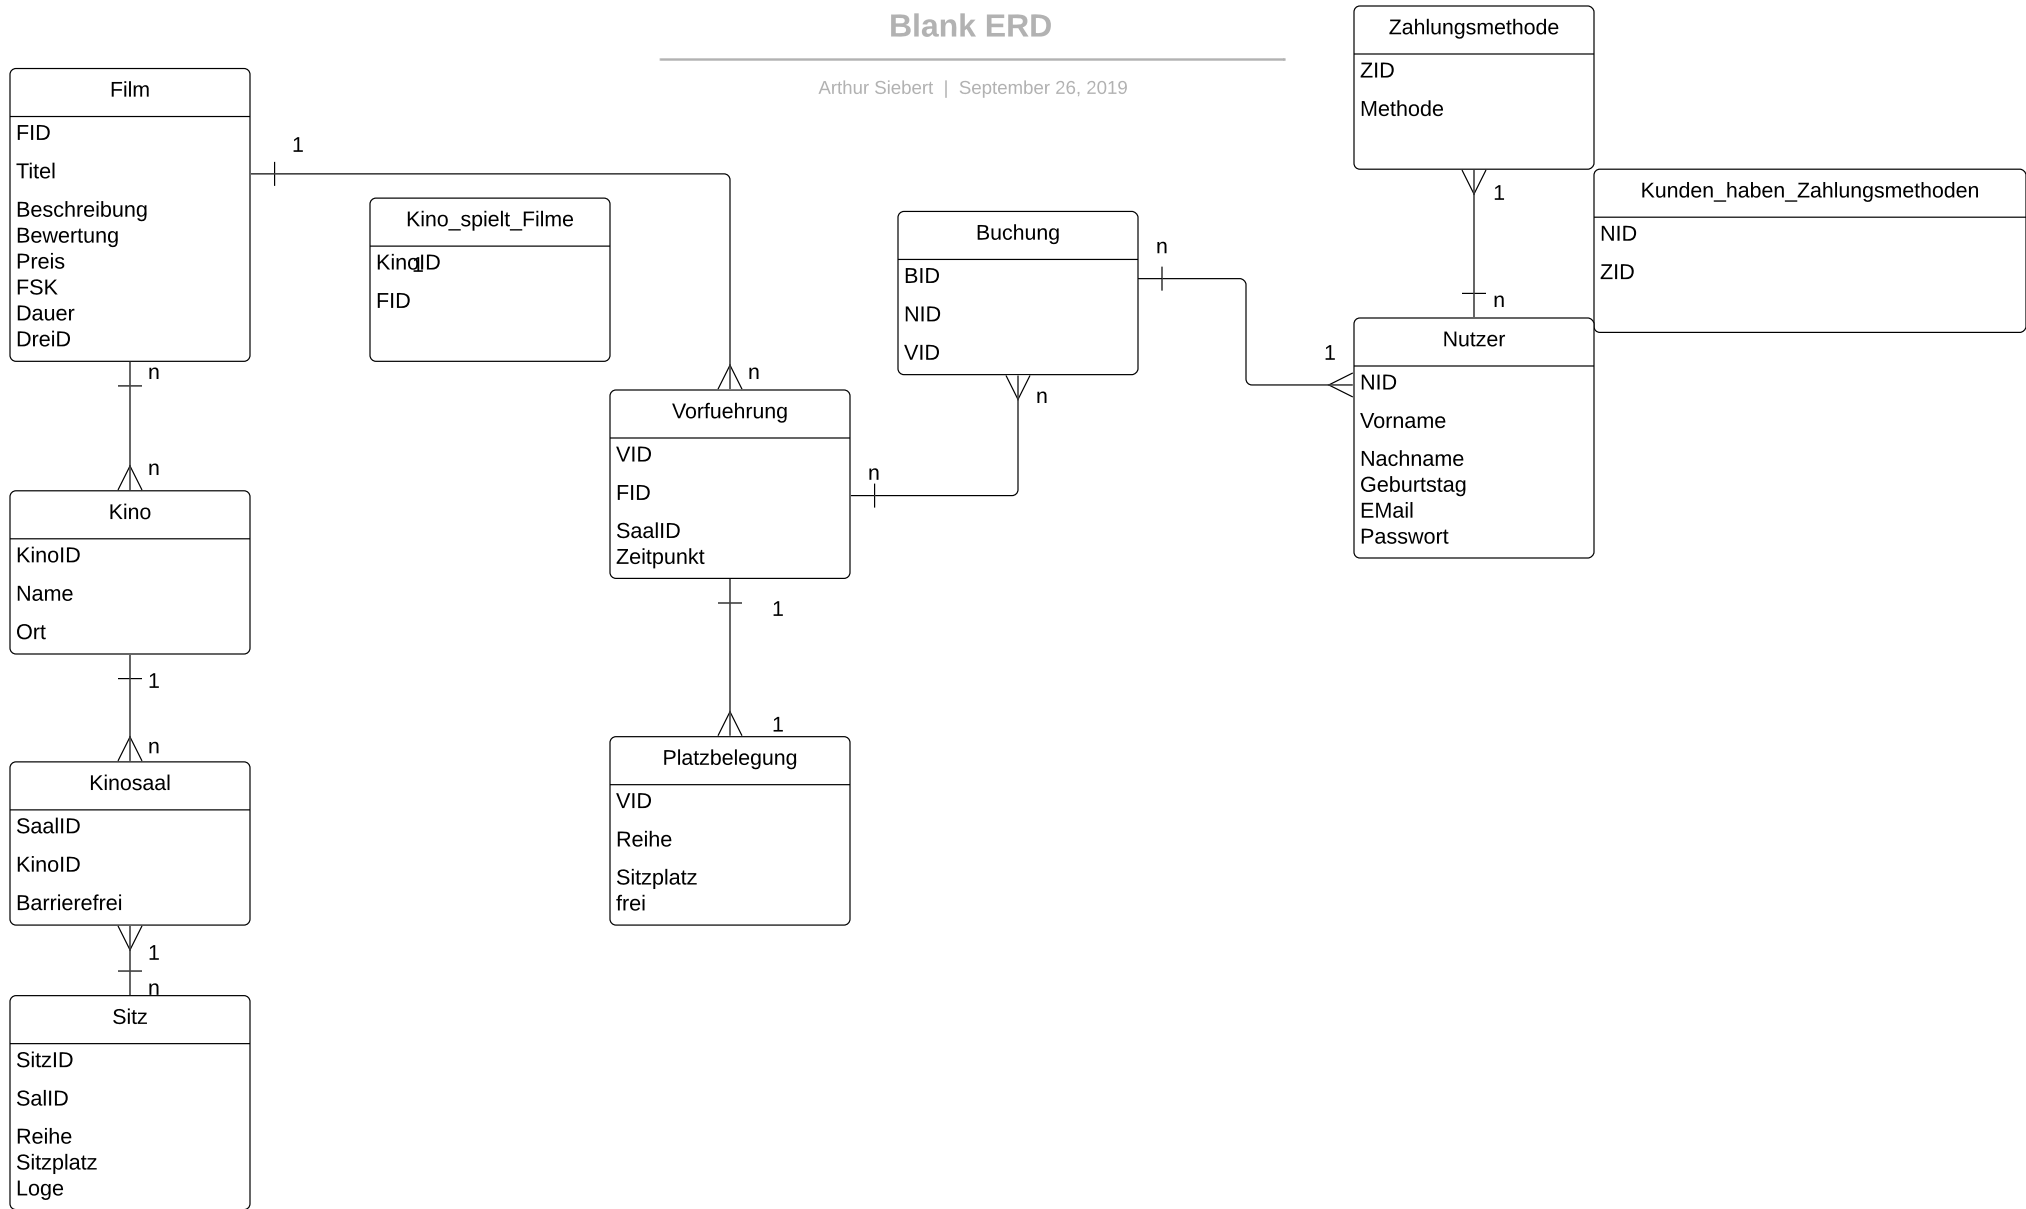 Blank ERD
Arthur Siebert | September 26, 2019
Film
FID
Titel
Beschreibung
Bewertung
Preis
FSK
Dauer
DreiD
1
n
n
n
Kino_spielt_Filme
KinoID
1
FID
Kino
KinoID
Name
Ort
1
n
Kinosaal
SaalID
KinoID
Barrierefrei
1
n
Sitz
SitzID
SalID
Reihe
Sitzplatz
Loge
Vorfuehrung
VID
FID
SaalID
Zeitpunkt
n
n
1
1
Platzbelegung
VID
Reihe
Sitzplatz
frei
Buchung
BID
NID
VID
n
1
Zahlungsmethode
ZID
Methode
1
n
Kunden_haben_Zahlungsmethoden
NID
ZID
Nutzer
NID
Vorname
Nachname
Geburtstag
EMail
Passwort